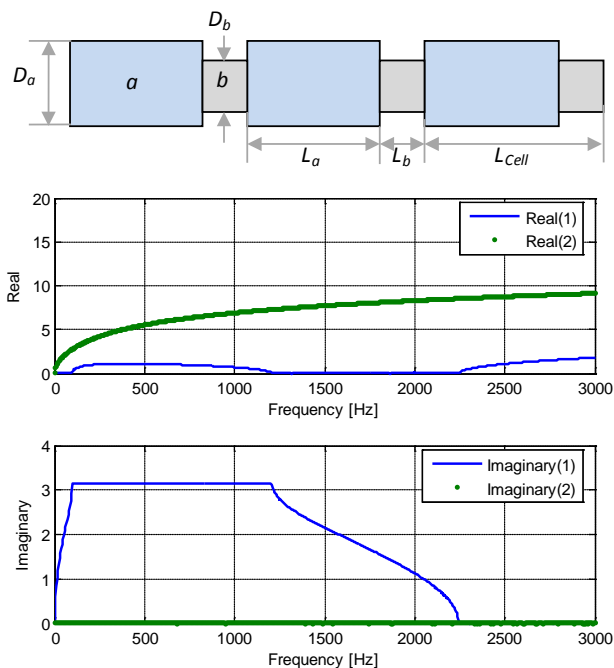 D_b
D_a
a
b
L_a
L_b
L_Cell
20
15
10
5
0
Real
Real(1)
Real(2)
0
500
1000
1500
2000
2500
3000
Frequency [Hz]
4
3
2
1
0
Imaginary
Imaginary(1)
Imaginary(2)
0
500
1000
1500
2000
2500
3000
Frequency [Hz]